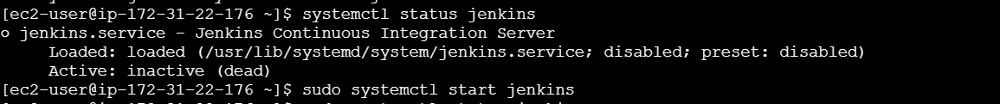 [ec2-user@ip-172-31-22-176 ~]$ systemctl status jenkins
○ jenkins.service - Jenkins Continuous Integration Server
     Loaded: loaded (/usr/lib/systemd/system/jenkins.service; disabled; preset: disabled)
     Active: inactive (dead)
[ec2-user@ip-172-31-22-176 ~]$ sudo systemctl start jenkins